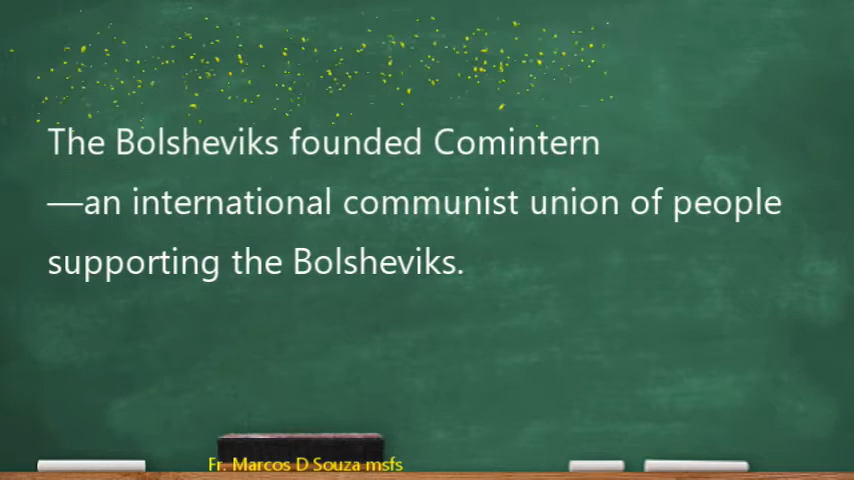 The Bolsheviks founded Comintern
—an international communist union of people
supporting the Bolsheviks.
Fr. Marcos D Souza msfs